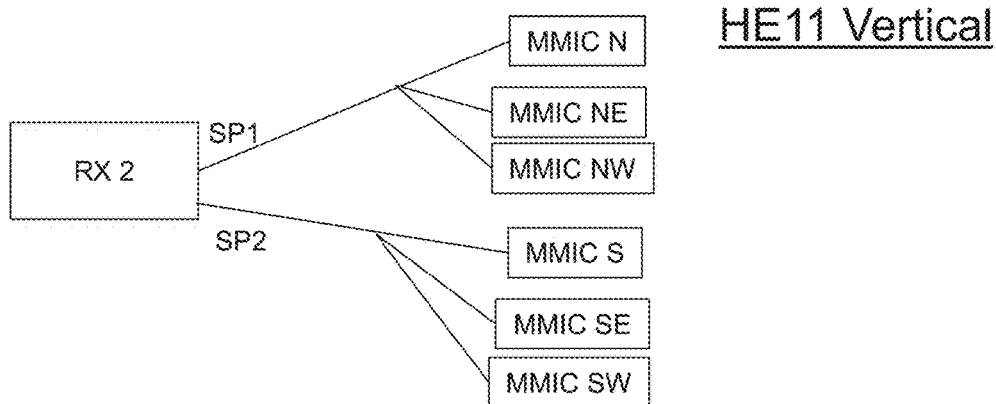 HE11 Vertical
MMIC N
MMIC NE
SP1
RX 2
MMIC NW
SP2
MMIC S
MMIC SE
MMIC SW